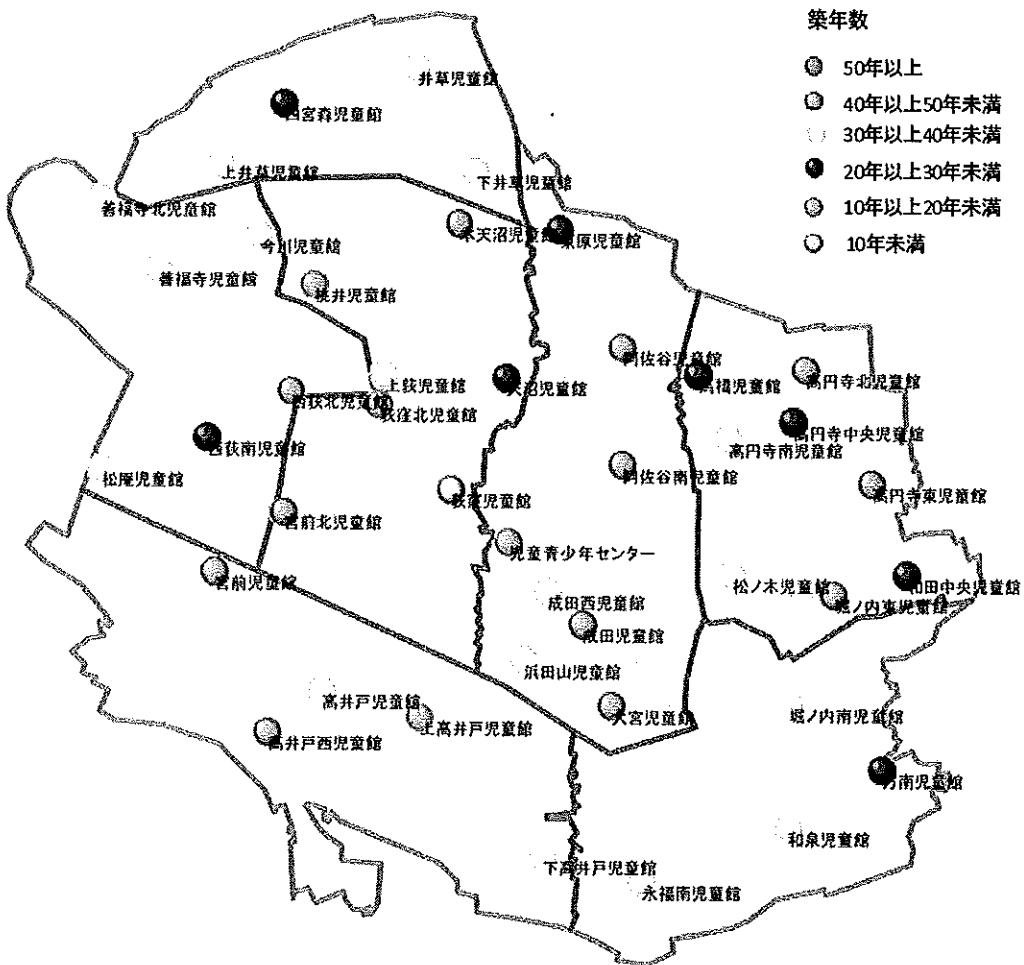 築年数
50年以上
40年以上50年未満
30年以上40年未満
20年以上30年未満
10年以上20年未満
10年未満
井草児童館
四宮森児童館
上井草児童館
下井草児童館
善福寺北児童館
本天沼児童館
東原児童館
今川児童館
善福寺児童館
桃井児童館
阿佐谷児童館
上荻児童館
天沼児童館
馬橋児童館
高円寺北児童館
西荻北児童館
荻窪北児童館
高円寺中央児童館
西荻南児童館
高円寺南児童館
松庵児童館
阿佐谷南児童館
荻窪児童館
高円寺東児童館
宮前北児童館
児童青少年センター
宮前児童館
松ノ木児童館
和田中央児童館
成田西児童館
堀ノ内東児童館
成田児童館
浜田山児童館
高井戸児童館
大宮児童館
堀ノ内南児童館
上高井戸児童館
高井戸西児童館
方南児童館
和泉児童館
下高井戸児童館
永福南児童館